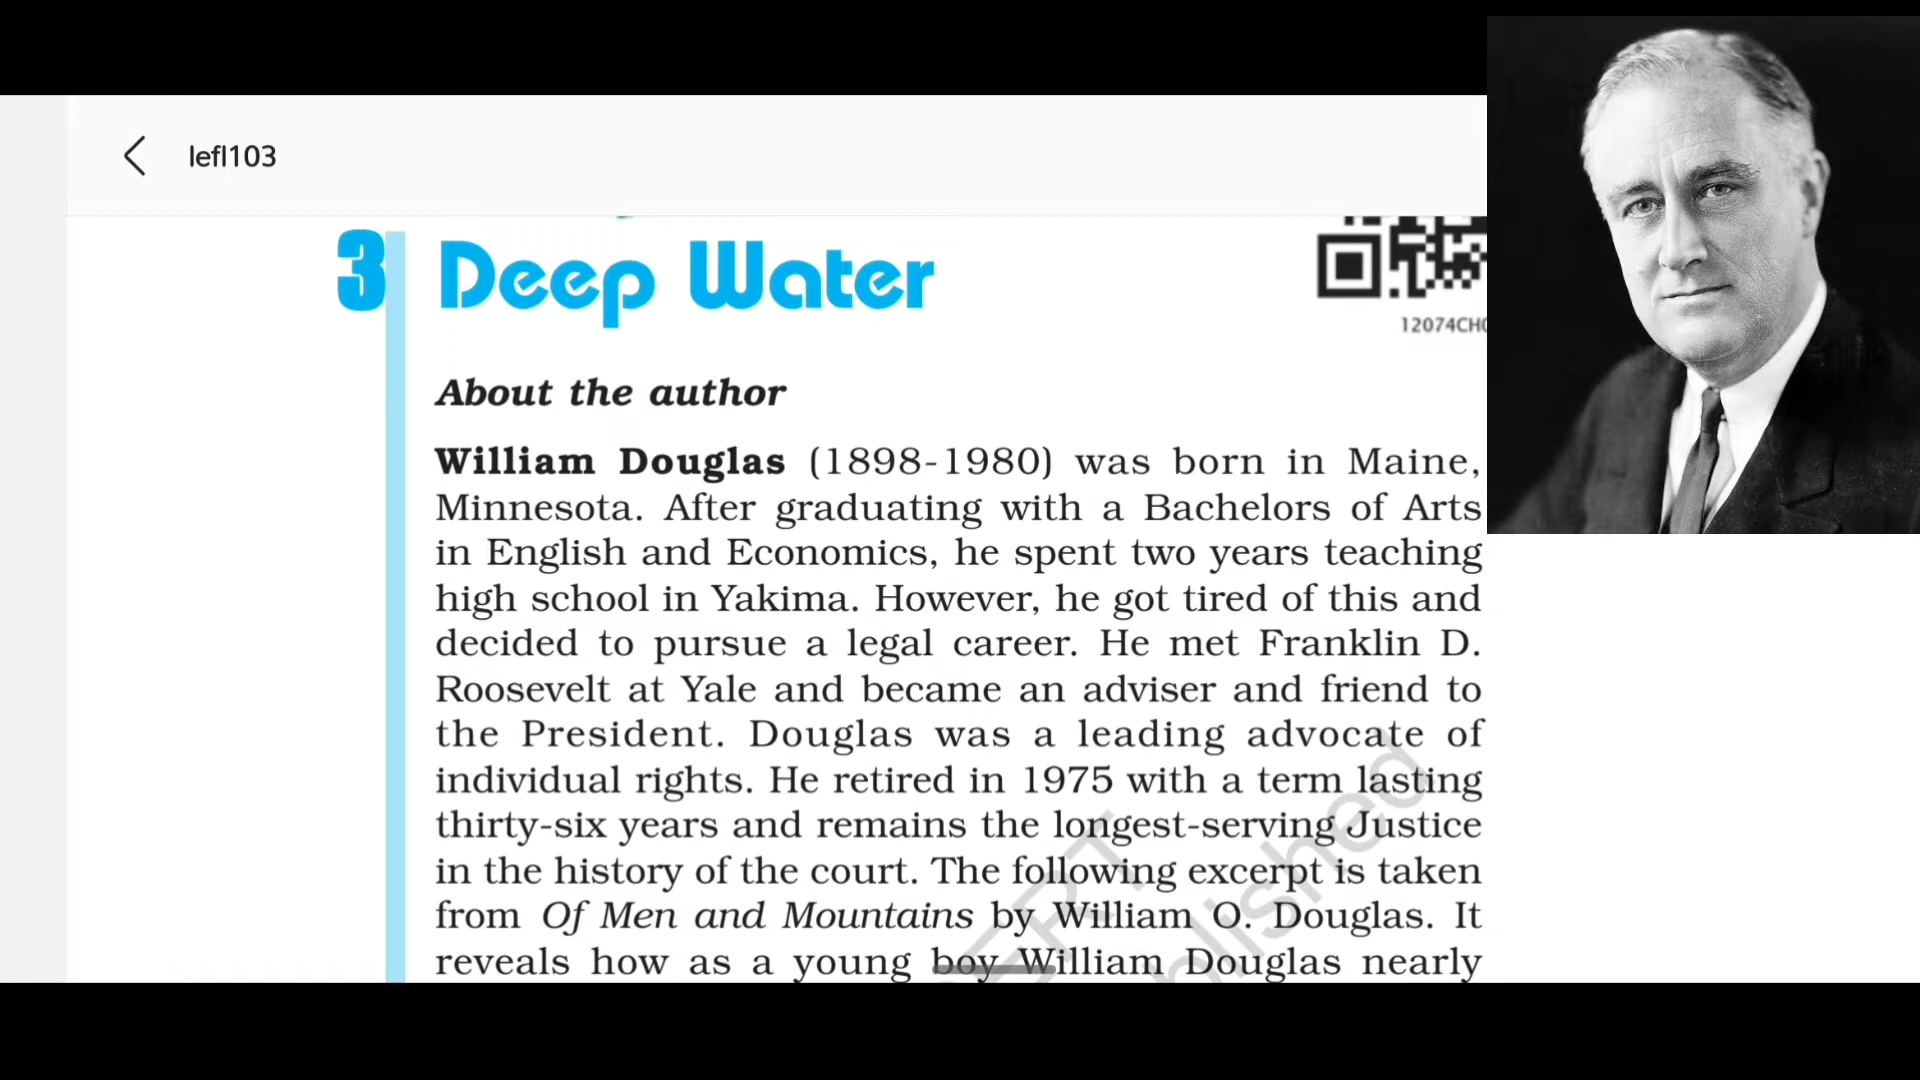 lefl103
3 Deep Water
About the author
William Douglas (1898-1980) was born in Maine,
Minnesota. After graduating with a Bachelors of Arts
in English and Economics, he spent two years teaching
high school in Yakima. However, he got tired of this and
decided to pursue a legal career. He met Franklin D.
Roosevelt at Yale and became an adviser and friend to
the President. Douglas was a leading advocate of
individual rights. He retired in 1975 with a term lasting
thirty-six years and remains the longest-serving Justice
in the history of the court. The following excerpt is taken
from Of Men and Mountains by William O. Douglas. It
reveals how as a young boy William Douglas nearly